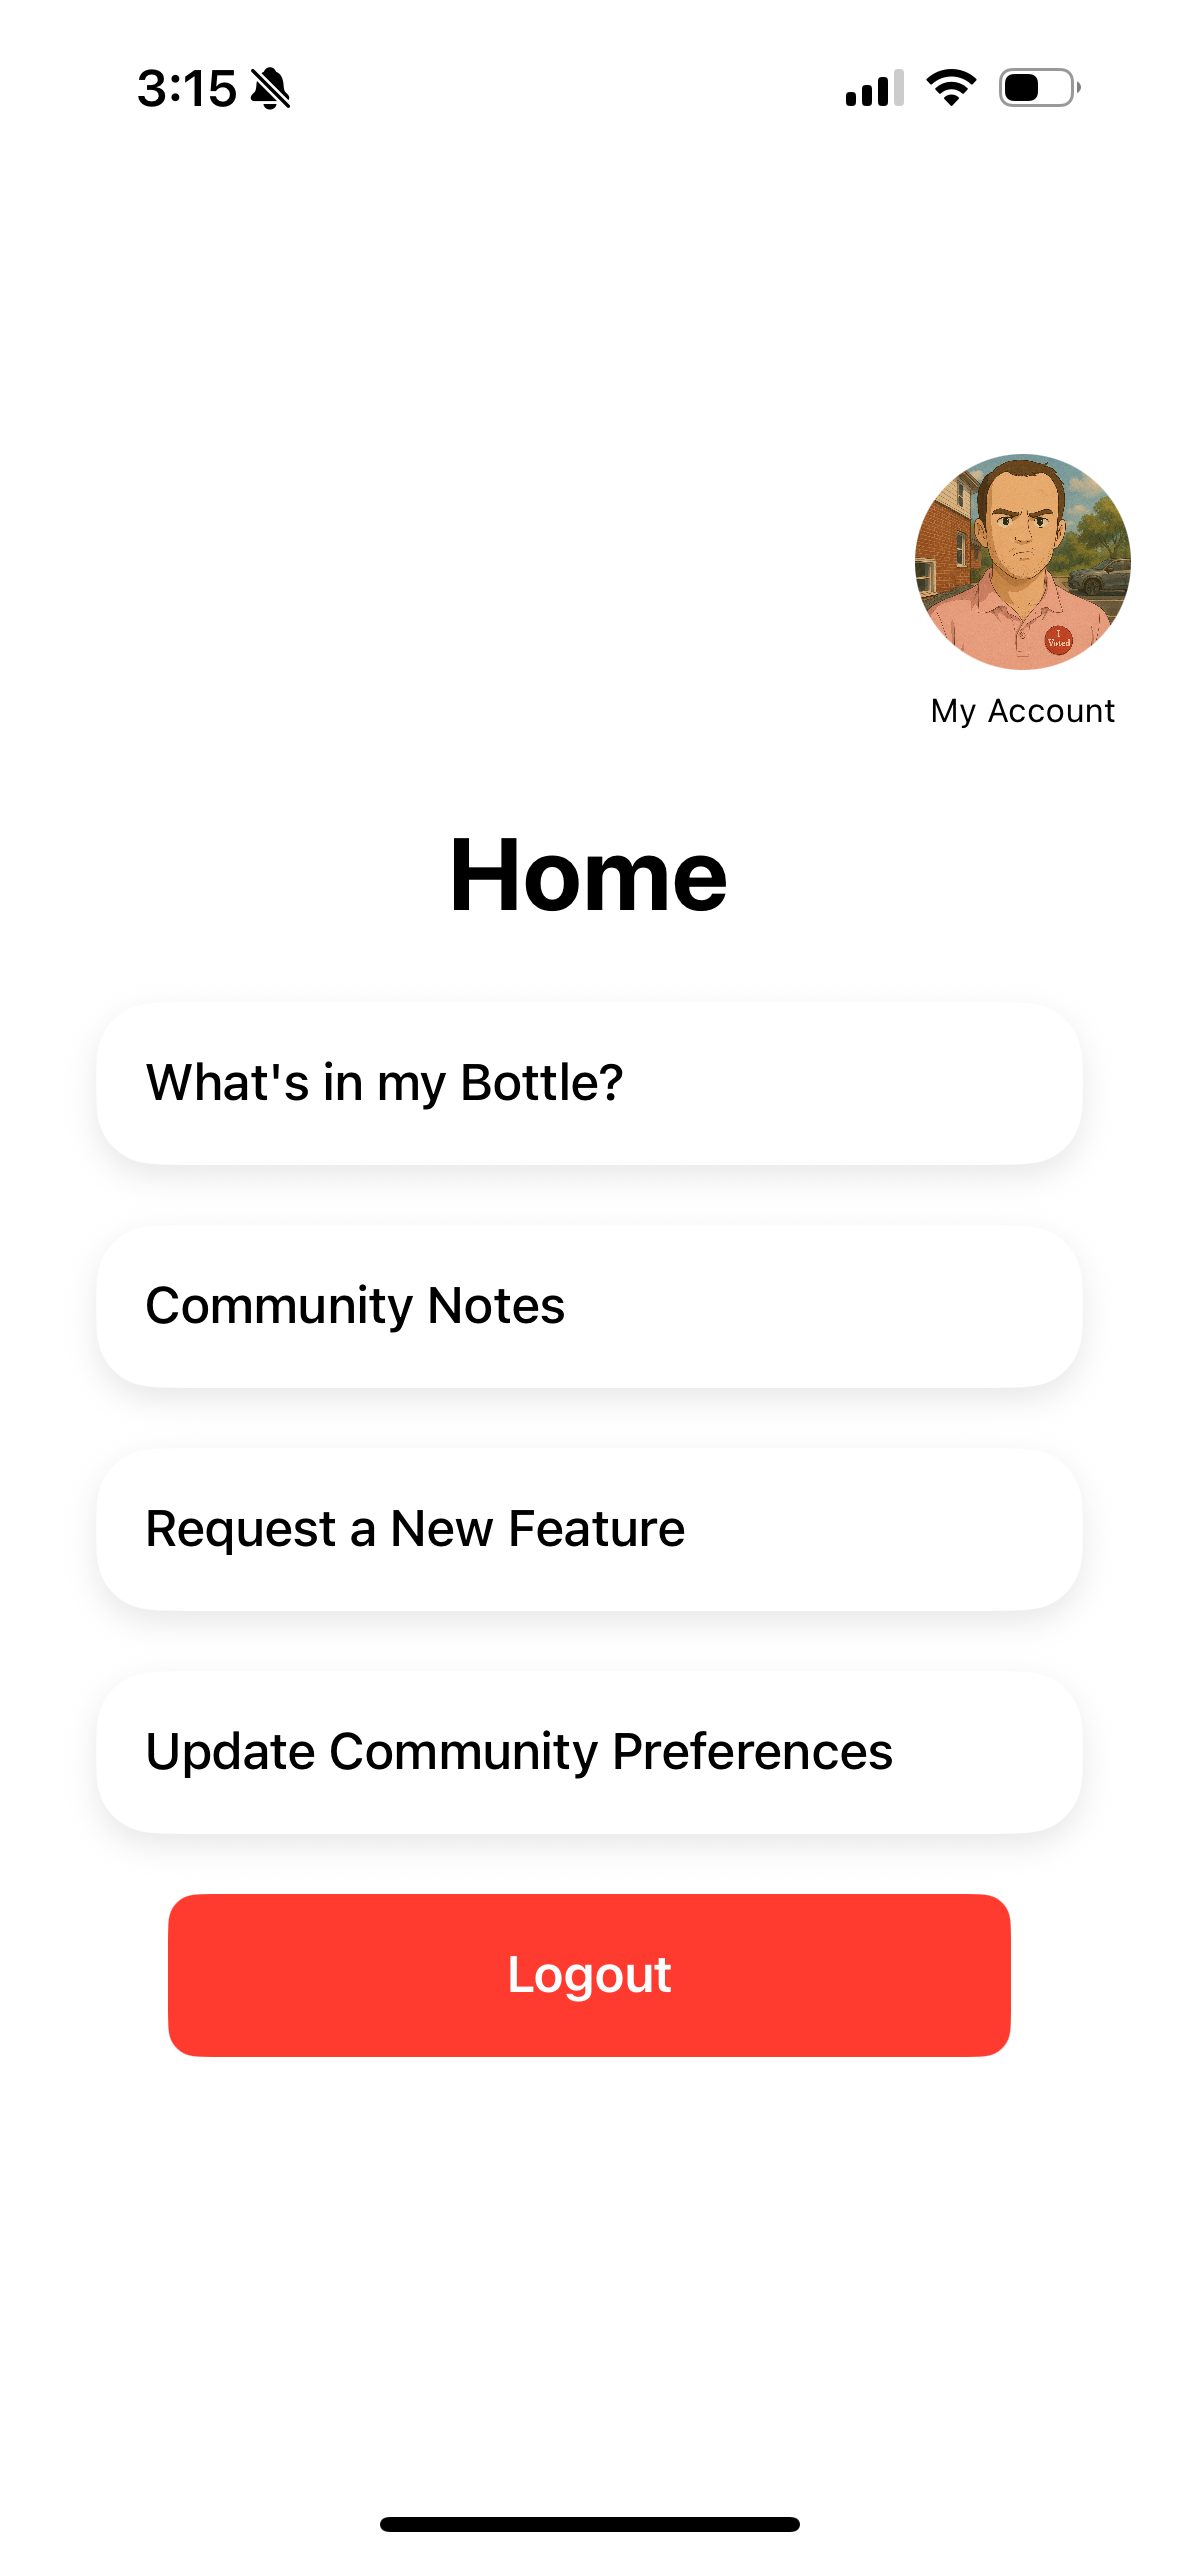 3:15
I
Voted
My Account
Home
What's in my Bottle?
Community Notes
Request a New Feature
Update Community Preferences
Logout